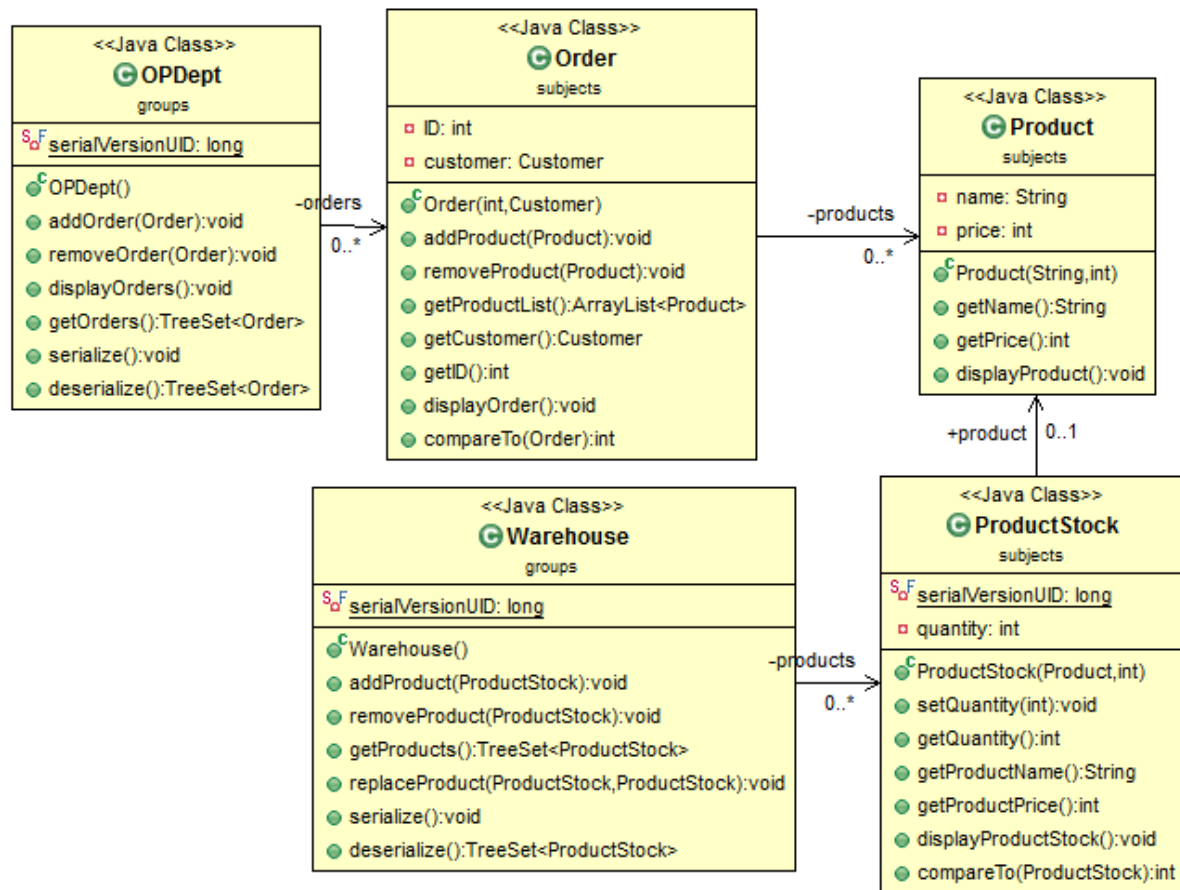 <<Java Class>>
OPDept
groups
serialVersionUID: long
OPDept()
addOrder(Order):void
removeOrder(Order):void
displayOrders():void
getOrders():TreeSet<Order>
serialize():void
deserialize():TreeSet<Order>
-orders
0..*
<<Java Class>>
Order
subjects
ID: int
customer: Customer
Order(int,Customer)
addProduct(Product):void
removeProduct(Product):void
getProductList():ArrayList<Product>
getCustomer():Customer
getID():int
displayOrder():void
compareTo(Order):int
-products
0..*
<<Java Class>>
Product
subjects
name: String
price: int
Product(String,int)
getName():String
getPrice():int
displayProduct():void
+product
0..1
<<Java Class>>
Warehouse
groups
serialVersionUID: long
Warehouse()
addProduct(ProductStock):void
removeProduct(ProductStock):void
getProducts():TreeSet<ProductStock>
replaceProduct(ProductStock,ProductStock):void
serialize():void
deserialize():TreeSet<ProductStock>
-products
0..*
<<Java Class>>
ProductStock
subjects
serialVersionUID: long
quantity: int
ProductStock(Product,int)
setQuantity(int):void
getQuantity():int
getProductName():String
getProductPrice():int
displayProductStock():void
compareTo(ProductStock):int